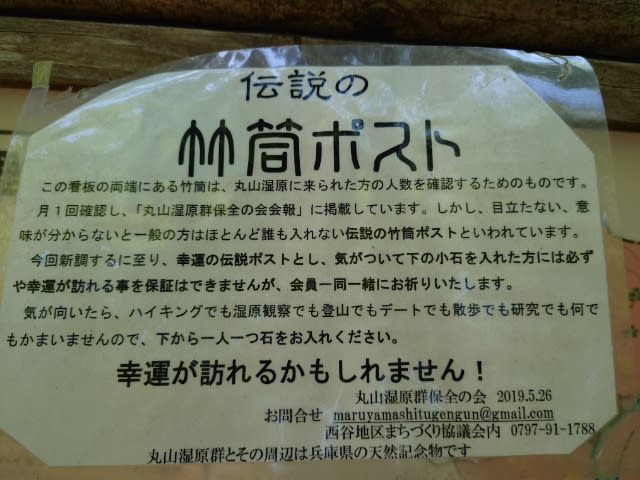 伝説の
竹筒ポスト
この看板の両端にある竹筒は、丸山湿原に来られた方の人数を確認するためのものです。
月１回確認し、「丸山湿原群保全の会会報」に掲載しています。しかし、目立たない、意
味が分からないと一般の方はほとんど誰も入れない伝説の竹筒ポストといわれています。
今回新調するに至り、幸運の伝説ポストとし、気がついて下の小石を入れた方には必ず
や幸運が訪れる事を保証はできませんが、会員一同一緒にお祈りいたします。
気が向いたら、ハイキングでも湿原観察でも登山でもデートでも散歩でも研究でも何で
もかまいませんので、下から一人一つ石をお入れください。
幸運が訪れるかもしれません！
丸山湿原群保全の会　2019.5.26
お問合せ　maruyamashitugengun@gmail.com
西谷地区まちづくり協議会内　0797-91-1788
丸山湿原群とその周辺は兵庫県の天然記念物です